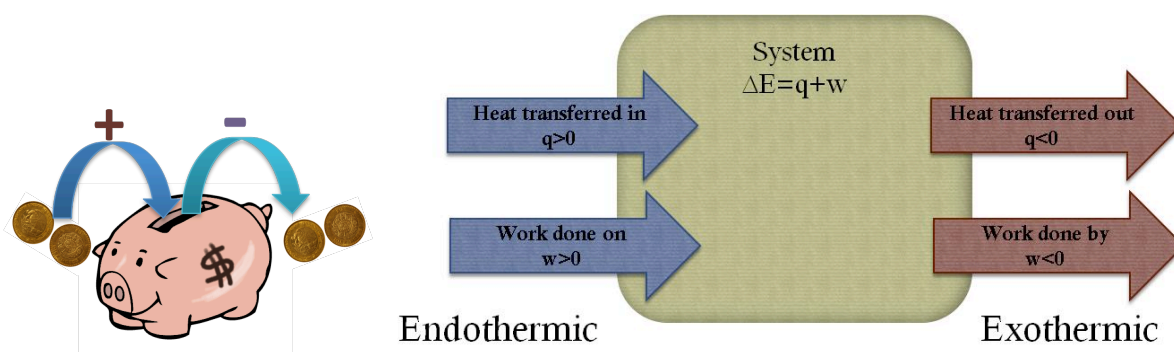 +
-
$
System
ΔE=q+w
Heat transferred in
q>0
Heat transferred out
q<0
Work done on
w>0
Work done by
w<0
Endothermic
Exothermic